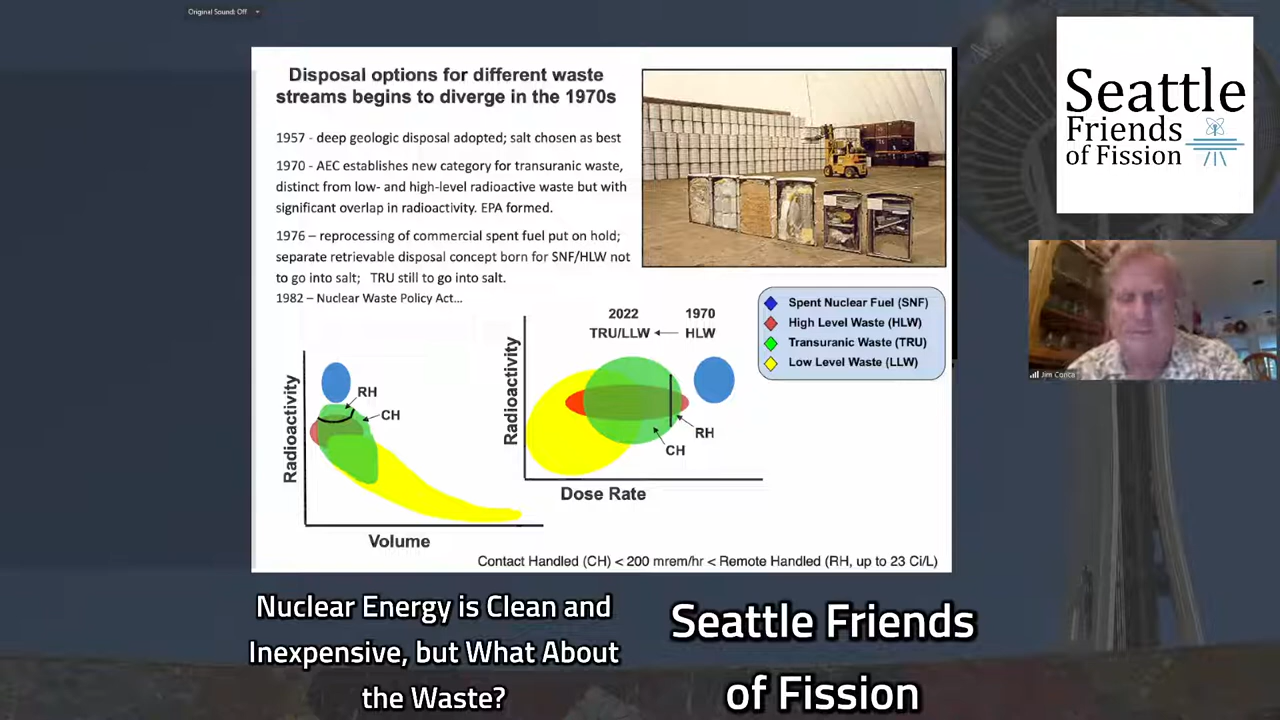 Original Sound: Off
Disposal options for different waste
streams begins to diverge in the 1970s
1957 - deep geologic disposal adopted; salt chosen as best
1970 - AEC establishes new category for transuranic waste,
distinct from low- and high-level radioactive waste but with
significant overlap in radioactivity. EPA formed.
1976 – reprocessing of commercial spent fuel put on hold;
separate retrievable disposal concept born for SNF/HLW not
to go into salt; TRU still to go into salt.
1982 – Nuclear Waste Policy Act...
Radioactivity
RH
CH
Volume
2022 1970
TRU/LLW ← HLW
Radioactivity
RH
CH
Dose Rate
Spent Nuclear Fuel (SNF)
High Level Waste (HLW)
Transuranic Waste (TRU)
Low Level Waste (LLW)
Contact Handled (CH) < 200 mrem/hr < Remote Handled (RH, up to 23 Ci/L)
Seattle
Friends
of Fission
Jim Conca
Nuclear Energy is Clean and
Inexpensive, but What About
the Waste?
Seattle Friends
of Fission